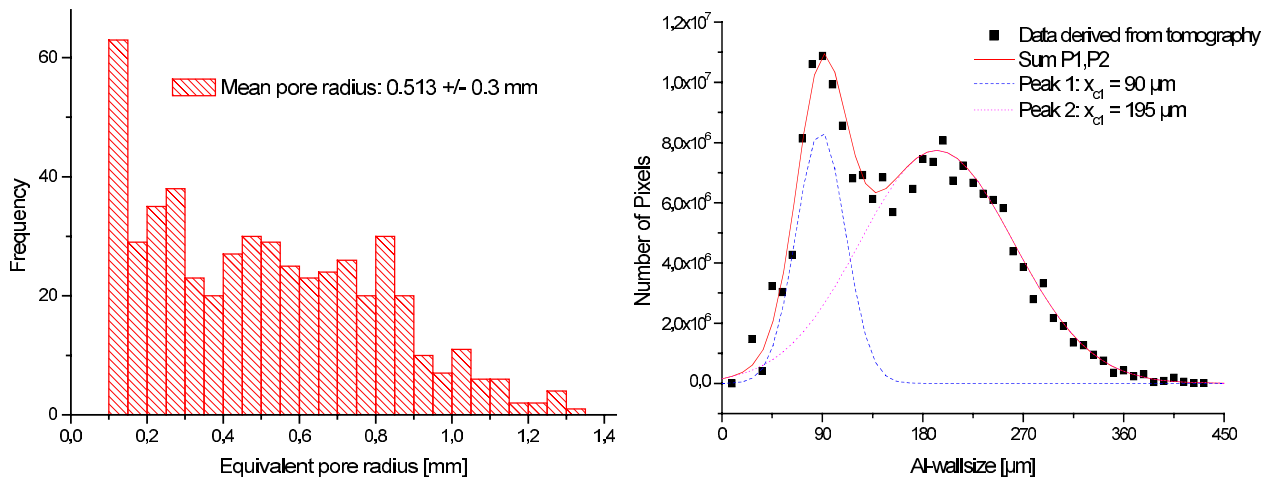 60
40
20
0
0,0
0,2
0,4
0,6
0,8
1,0
1,2
1,4
Frequency
Equivalent pore radius [mm]
Mean pore radius: 0.513 +/- 0.3 mm
1,2x10⁷
1,0x10⁷
8,0x10⁶
6,0x10⁶
4,0x10⁶
2,0x10⁶
0,0
0
90
180
270
360
450
Number of Pixels
Al-wallsize [µm]
Data derived from tomography
Sum P1,P2
Peak 1: x_c1 = 90 µm
Peak 2: x_c1 = 195 µm